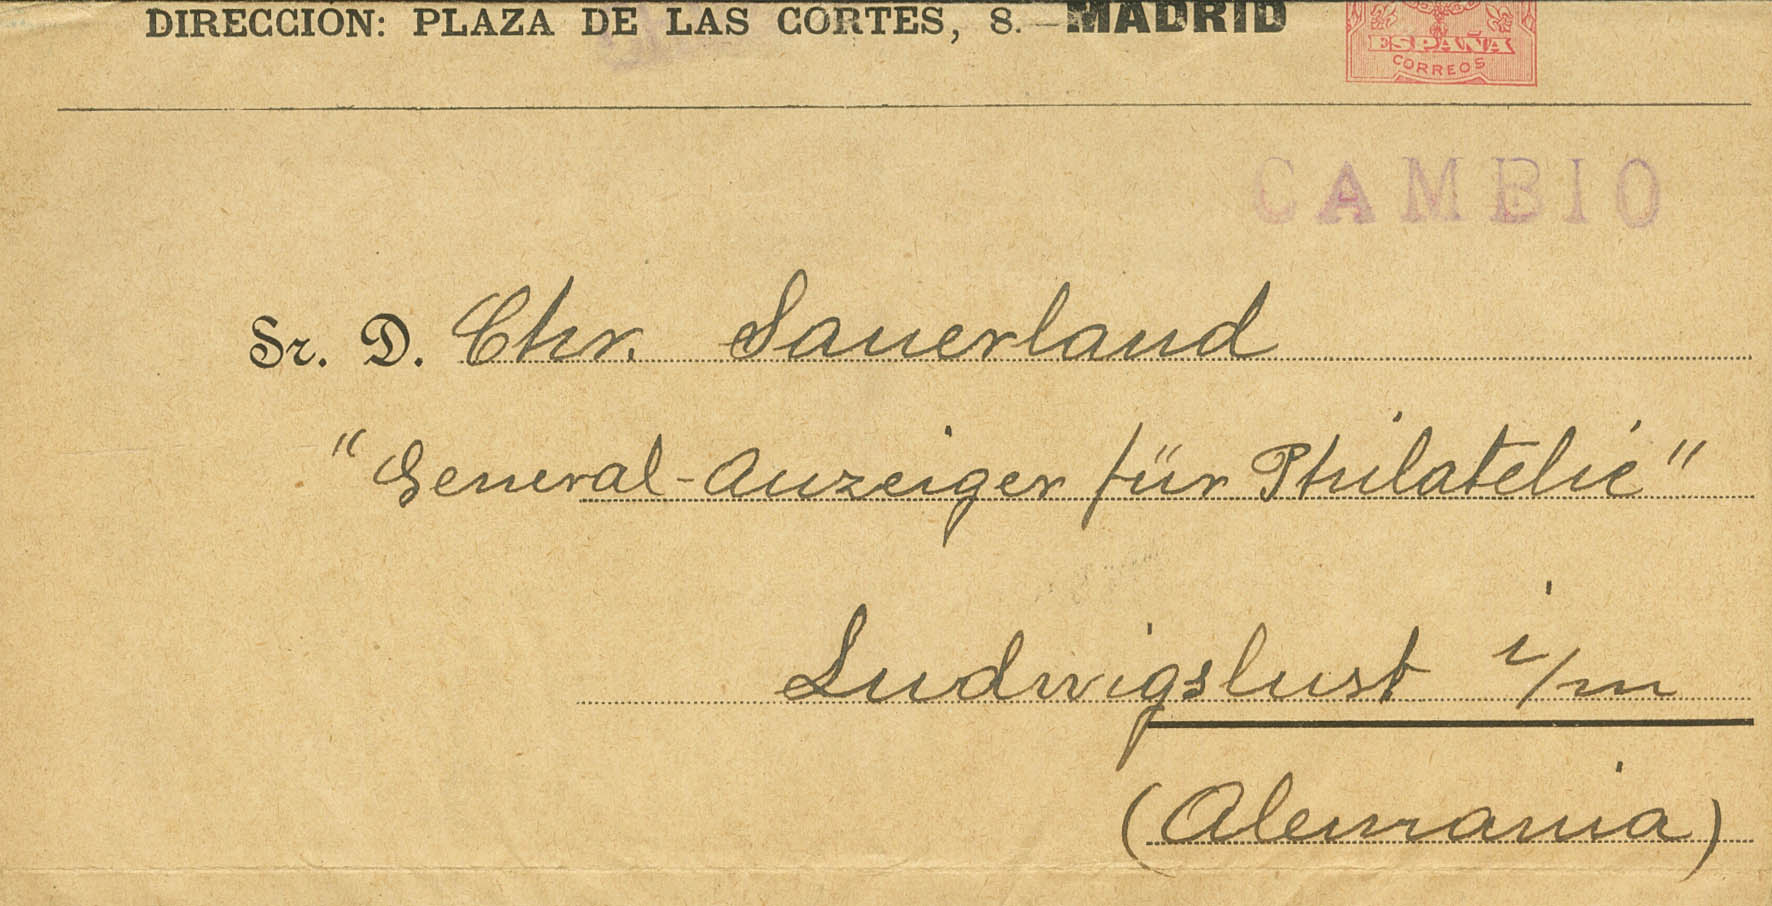 DIRECCIÓN: PLAZA DE LAS CORTES, 8.—MADRID
ESPAÑA
CORREOS
CAMBIO
Sr. D. Chr. Sauerland
"General-Anzeiger für Philatelie"
Ludwigslust i/m
(Alemania)